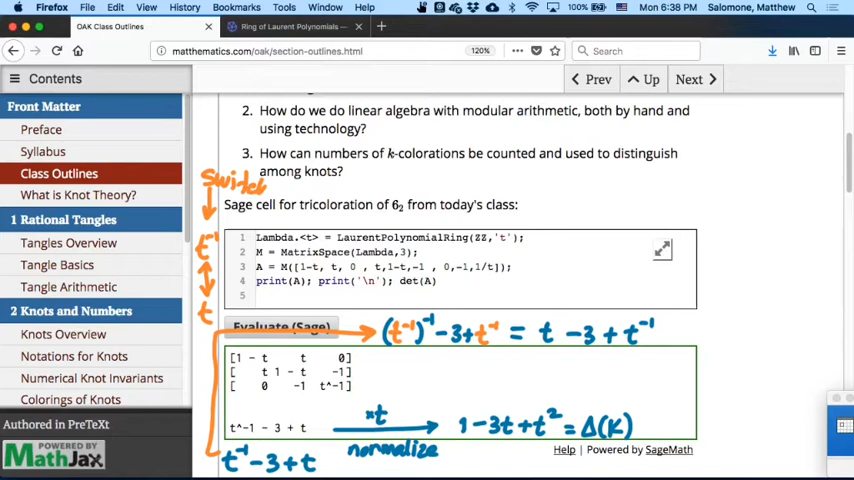 Firefox File Edit View History Bookmarks Tools Window Help 100% Mon 6:38 PM Salomone, Matthew
OAK Class Outlines
Ring of Laurent Polynomials —
matthematics.com/oak/section-outlines.html
120%
Search
Contents
Prev
Up
Next
Front Matter
Preface
Syllabus
Class Outlines
What is Knot Theory?
1 Rational Tangles
Tangles Overview
Tangle Basics
Tangle Arithmetic
2 Knots and Numbers
Knots Overview
Notations for Knots
Numerical Knot Invariants
Colorings of Knots
Authored in PreTeXt
POWERED BY
MathJax
2. How do we do linear algebra with modular arithmetic, both by hand and
using technology?
3. How can numbers of k-colorations be counted and used to distinguish
among knots?
switch
t⁻¹
t
Sage cell for tricoloration of 6₂ from today's class:
1 Lambda.<t> = LaurentPolynomialRing(ZZ,'t');
2 M = MatrixSpace(Lambda,3);
3 A = M([1-t, t, 0 , t,1-t,-1 , 0,-1,1/t]);
4 print(A); print('\n'); det(A)
5
Evaluate (Sage)
(t⁻¹)⁻¹ -3+t⁻¹ = t -3 + t⁻¹
[1 - t t 0]
[ t 1 - t -1]
[ 0 -1 t^-1]
t^-1 - 3 + t
×t
normalize
1-3t+t²=Δ(K)
t⁻¹-3+t
Help | Powered by SageMath